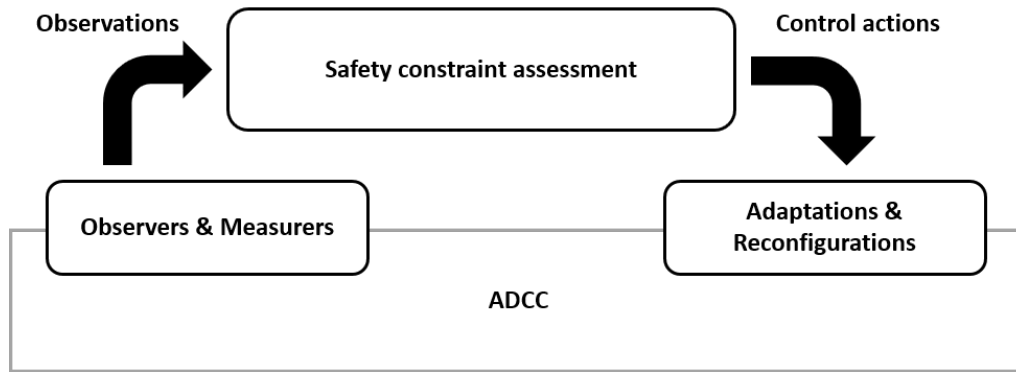 Observations
Control actions
Safety constraint assessment
Observers & Measurers
Adaptations &
Reconfigurations
ADCC